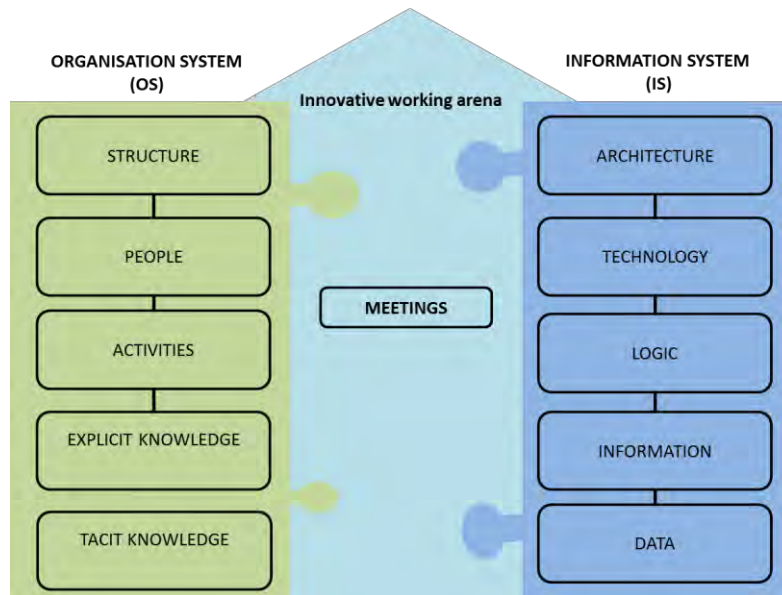 ORGANISATION SYSTEM
(OS)
STRUCTURE
PEOPLE
ACTIVITIES
EXPLICIT KNOWLEDGE
TACIT KNOWLEDGE
Innovative working arena
MEETINGS
INFORMATION SYSTEM
(IS)
ARCHITECTURE
TECHNOLOGY
LOGIC
INFORMATION
DATA